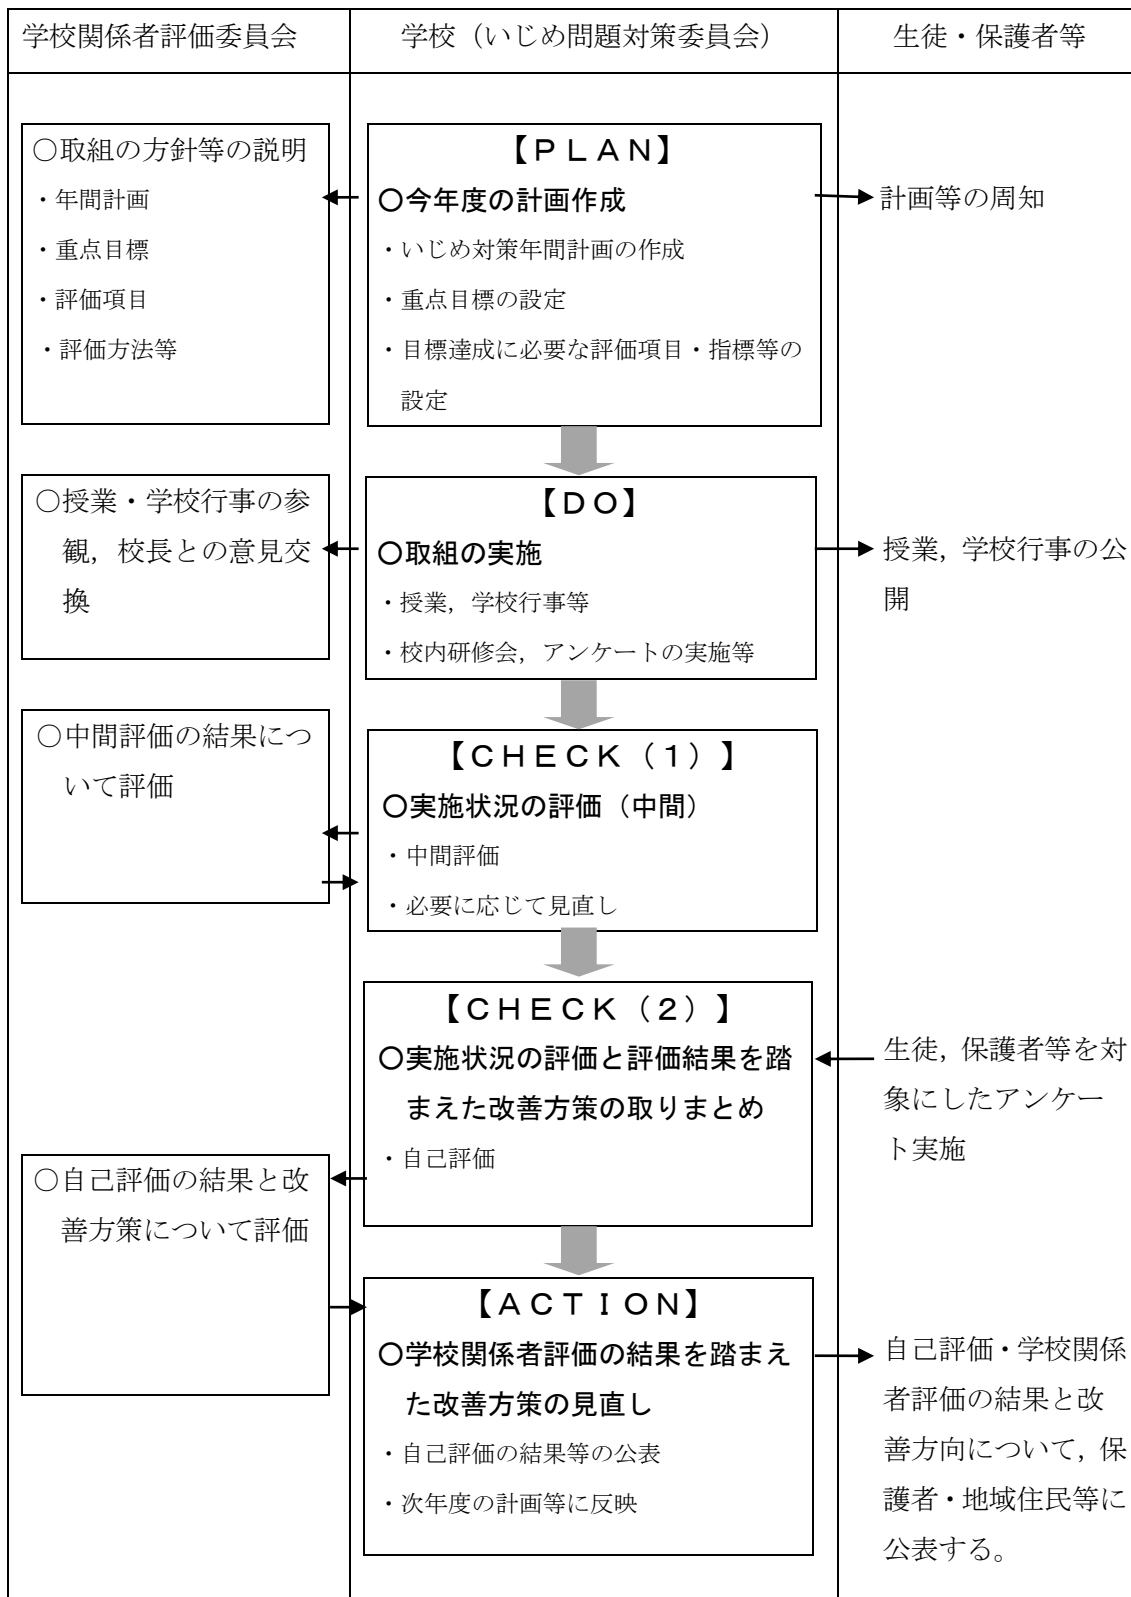 学校関係者評価委員会
学校（いじめ問題対策委員会）
生徒・保護者等
○取組の方針等の説明
・年間計画
・重点目標
・評価項目
・評価方法等
【ＰＬＡＮ】
○今年度の計画作成
・いじめ対策年間計画の作成
・重点目標の設定
・目標達成に必要な評価項目・指標等の
設定
計画等の周知
○授業・学校行事の参
観，校長との意見交
換
【ＤＯ】
○取組の実施
・授業，学校行事等
・校内研修会，アンケートの実施等
授業，学校行事の公
開
○中間評価の結果につ
いて評価
【ＣＨＥＣＫ（１）】
○実施状況の評価（中間）
・中間評価
・必要に応じて見直し
【ＣＨＥＣＫ（２）】
○実施状況の評価と評価結果を踏
まえた改善方策の取りまとめ
・自己評価
生徒，保護者等を対
象にしたアンケー
ト実施
○自己評価の結果と改
善方策について評価
【ＡＣＴＩＯＮ】
○学校関係者評価の結果を踏まえ
た改善方策の見直し
・自己評価の結果等の公表
・次年度の計画等に反映
自己評価・学校関係
者評価の結果と改
善方向について，保
護者・地域住民等に
公表する。